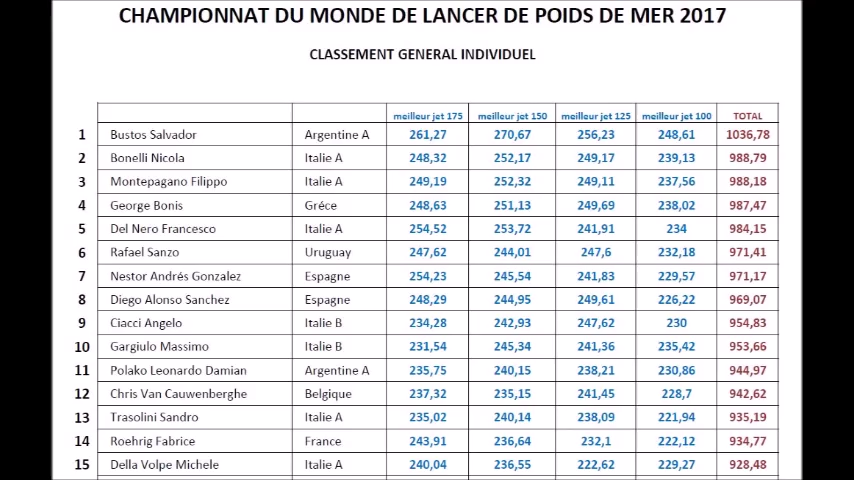 CHAMPIONNAT DU MONDE DE LANCER DE POIDS DE MER 2017
CLASSEMENT GENERAL INDIVIDUEL
meilleur jet 175 meilleur jet 150 meilleur jet 125 meilleur jet 100 TOTAL
1 Bustos Salvador Argentine A 261,27 270,67 256,23 248,61 1036,78
2 Bonelli Nicola Italie A 248,32 252,17 249,17 239,13 988,79
3 Montepagano Filippo Italie A 249,19 252,32 249,11 237,56 988,18
4 George Bonis Gréce 248,63 251,13 249,69 238,02 987,47
5 Del Nero Francesco Italie A 254,52 253,72 241,91 234 984,15
6 Rafael Sanzo Uruguay 247,62 244,01 247,6 232,18 971,41
7 Nestor Andrés Gonzalez Espagne 254,23 245,54 241,83 229,57 971,17
8 Diego Alonso Sanchez Espagne 248,29 244,95 249,61 226,22 969,07
9 Ciacci Angelo Italie B 234,28 242,93 247,62 230 954,83
10 Gargiulo Massimo Italie B 231,54 245,34 241,36 235,42 953,66
11 Polako Leonardo Damian Argentine A 235,75 240,15 238,21 230,86 944,97
12 Chris Van Cauwenberghe Belgique 237,32 235,15 241,45 228,7 942,62
13 Trasolini Sandro Italie A 235,02 240,14 238,09 221,94 935,19
14 Roehrig Fabrice France 243,91 236,64 232,1 222,12 934,77
15 Della Volpe Michele Italie A 240,04 236,55 222,62 229,27 928,48